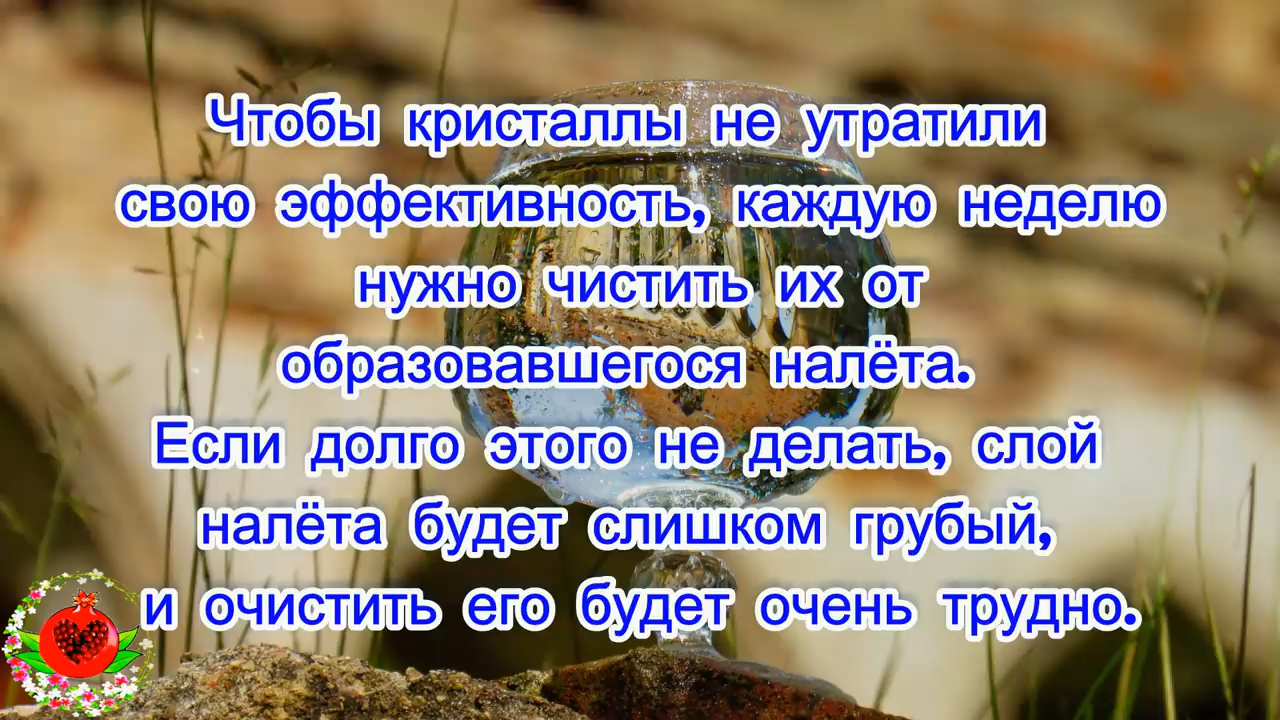 Чтобы кристаллы не утратили
свою эффективность, каждую неделю
нужно чистить их от
образовавшегося налёта.
Если долго этого не делать, слой
налёта будет слишком грубый,
и очистить его будет очень трудно.